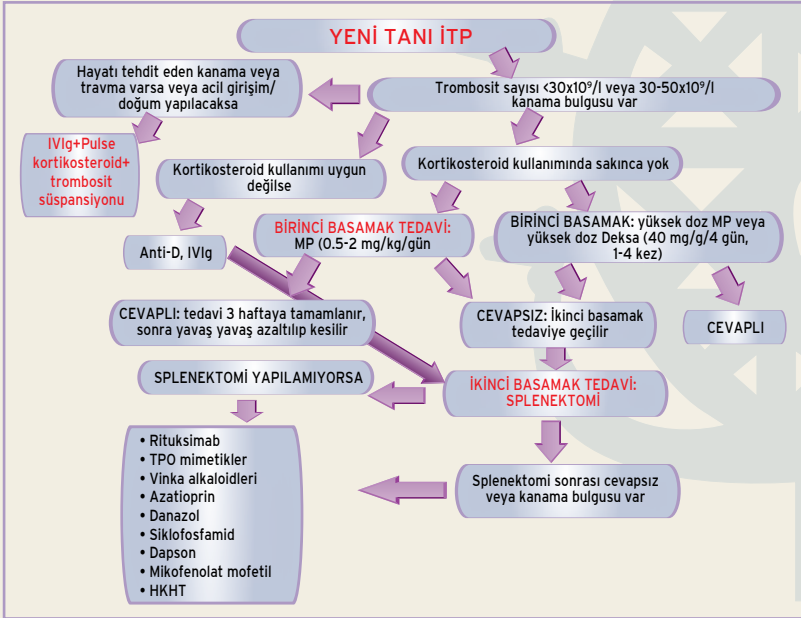 YENİ TANI İTP
Hayatı tehdit eden kanama veya
travma varsa veya acil girişim/
doğum yapılacaksa
Trombosit sayısı <30x10⁹/l veya 30-50x10⁹/l
kanama bulgusu var
IVIg+Pulse
kortikosteroid+
trombosit
süspansiyonu
Kortikosteroid kullanımı uygun
değilse
Kortikosteroid kullanımında sakınca yok
Anti-D, IVIg
BİRİNCİ BASAMAK TEDAVİ:
MP (0.5-2 mg/kg/gün
BİRİNCİ BASAMAK: yüksek doz MP veya
yüksek doz Deksa (40 mg/g/4 gün,
1-4 kez)
CEVAPLI: tedavi 3 haftaya tamamlanır,
sonra yavaş yavaş azaltılıp kesilir
CEVAPSIZ: İkinci basamak
tedaviye geçilir
CEVAPLI
SPLENEKTOMİ YAPILAMIYORSA
İKİNCİ BASAMAK TEDAVİ:
SPLENEKTOMİ
• Rituksimab
• TPO mimetikler
• Vinka alkaloidleri
• Azatioprin
• Danazol
• Siklofosfamid
• Dapson
• Mikofenolat mofetil
• HKHT
Splenektomi sonrası cevapsız
veya kanama bulgusu var